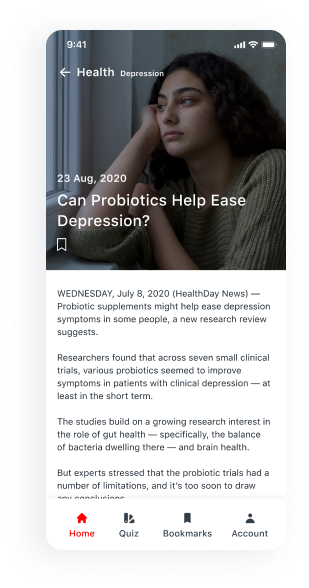 9:41
Health Depression
23 Aug, 2020
Can Probiotics Help Ease
Depression?
WEDNESDAY, July 8, 2020 (HealthDay News) —
Probiotic supplements might help ease depression
symptoms in some people, a new research review
suggests.
Researchers found that across seven small clinical
trials, various probiotics seemed to improve
symptoms in patients with clinical depression — at
least in the short term.
The studies build on a growing research interest in
the role of gut health — specifically, the balance
of bacteria dwelling there — and brain health.
But experts stressed that the probiotic trials had a
number of limitations, and it's too soon to draw
any conclusions
Home Quiz Bookmarks Account